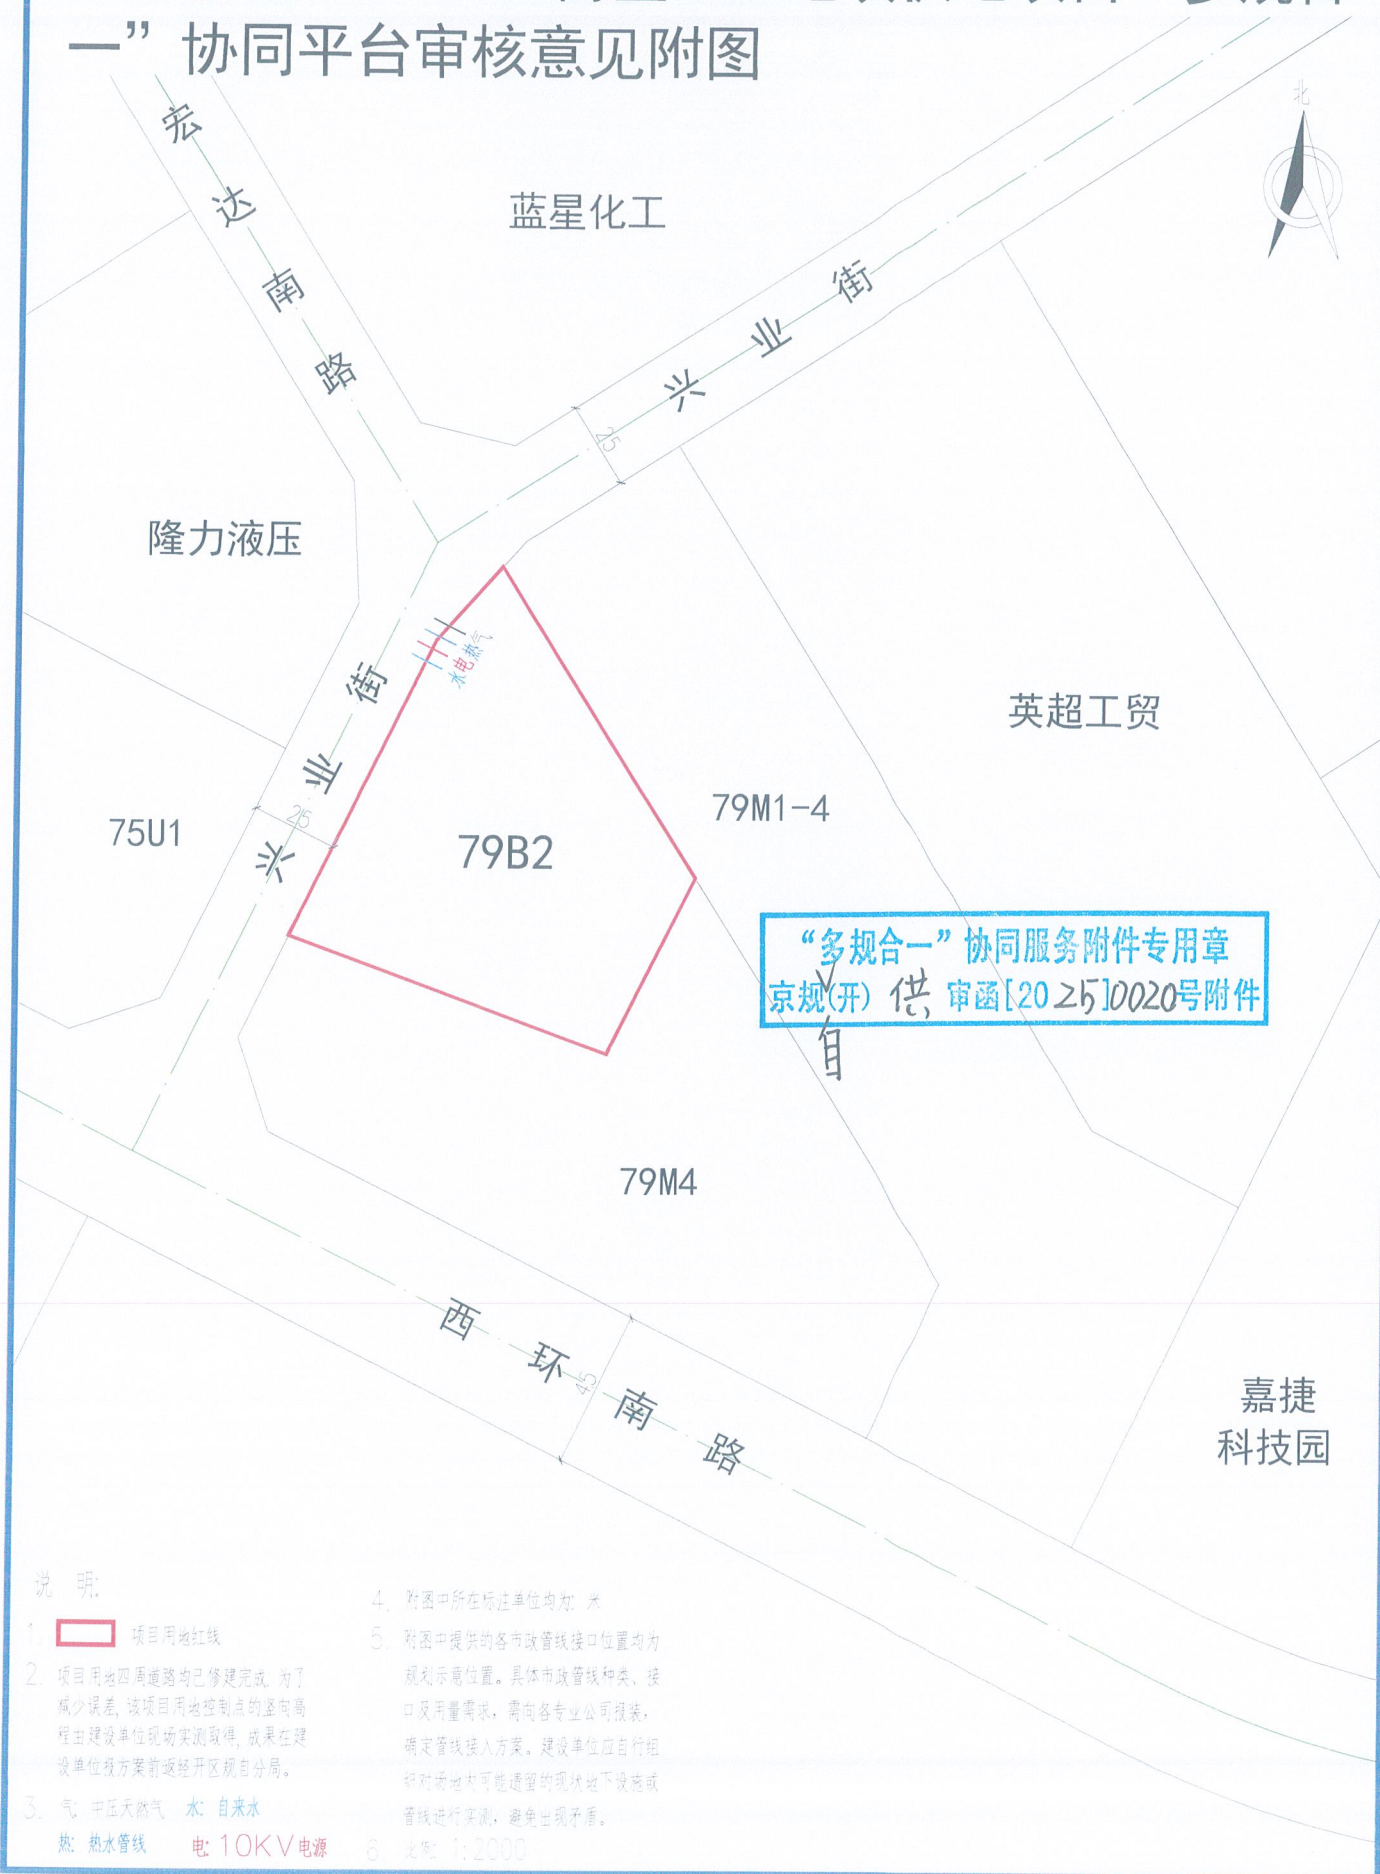 一”协同平台审核意见附图
北
宏达南路
蓝星化工
兴业街
25
隆力液压
水电热气
兴业街
25
英超工贸
75U1
79B2
79M1-4
“多规合一”协同服务附件专用章
京规(开)供审函[2025]0020号附件
自
79M4
西环南路
45
嘉捷
科技园
说 明:
1. 项目用地红线
2. 项目用地四周道路均已修建完成，为了
减少误差，该项目用地控制点的竖向高
程由建设单位现场实测取得，成果在建
设单位报方案前返经开区规自分局。
3. 气: 中压天然气 水: 自来水
热: 热水管线 电: 10KV电源
4. 附图中所在标注单位均为: 米
5. 附图中提供的各市政管线接口位置均为
规划示意位置。具体市政管线种类、接
口及用量需求，需向各专业公司报装，
确定管线接入方案。建设单位应自行组
织对场地内可能遗留的现状地下设施或
管线进行实测，避免出现矛盾。
6. 比例: 1:2000